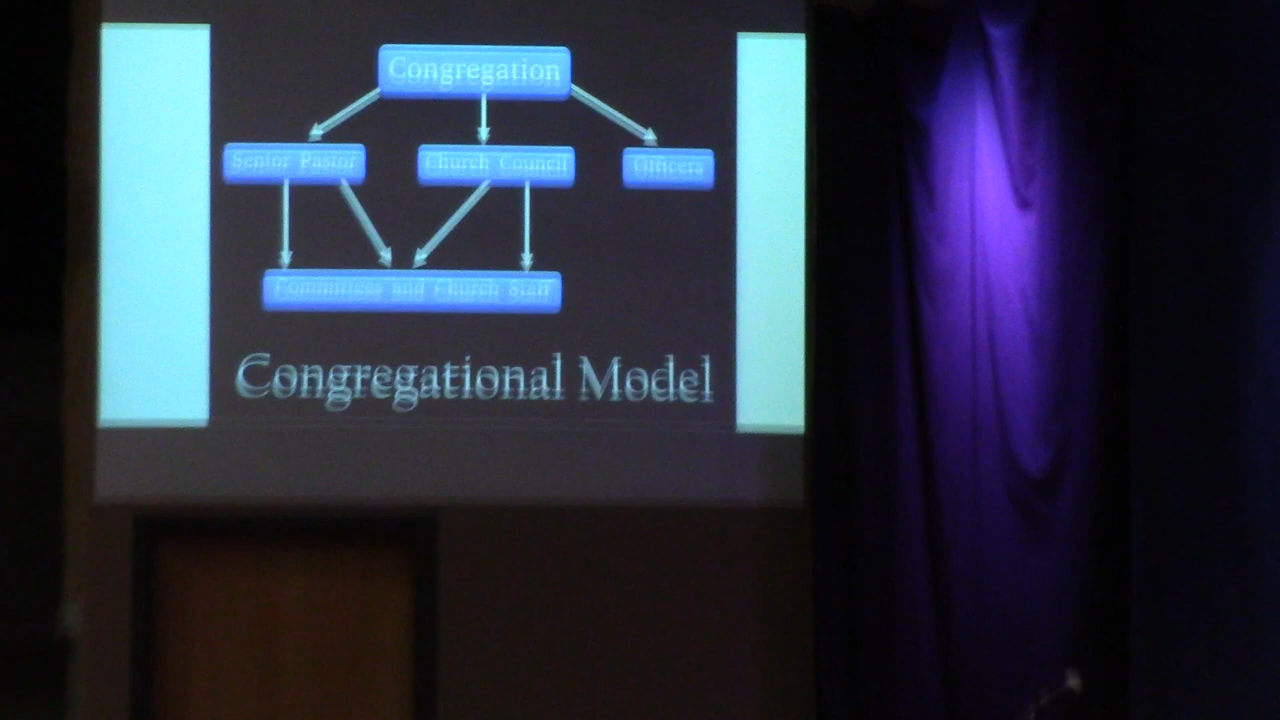 Congregation
Senior Pastor
Church Council
Officers
Committees and Church Staff
Congregational Model